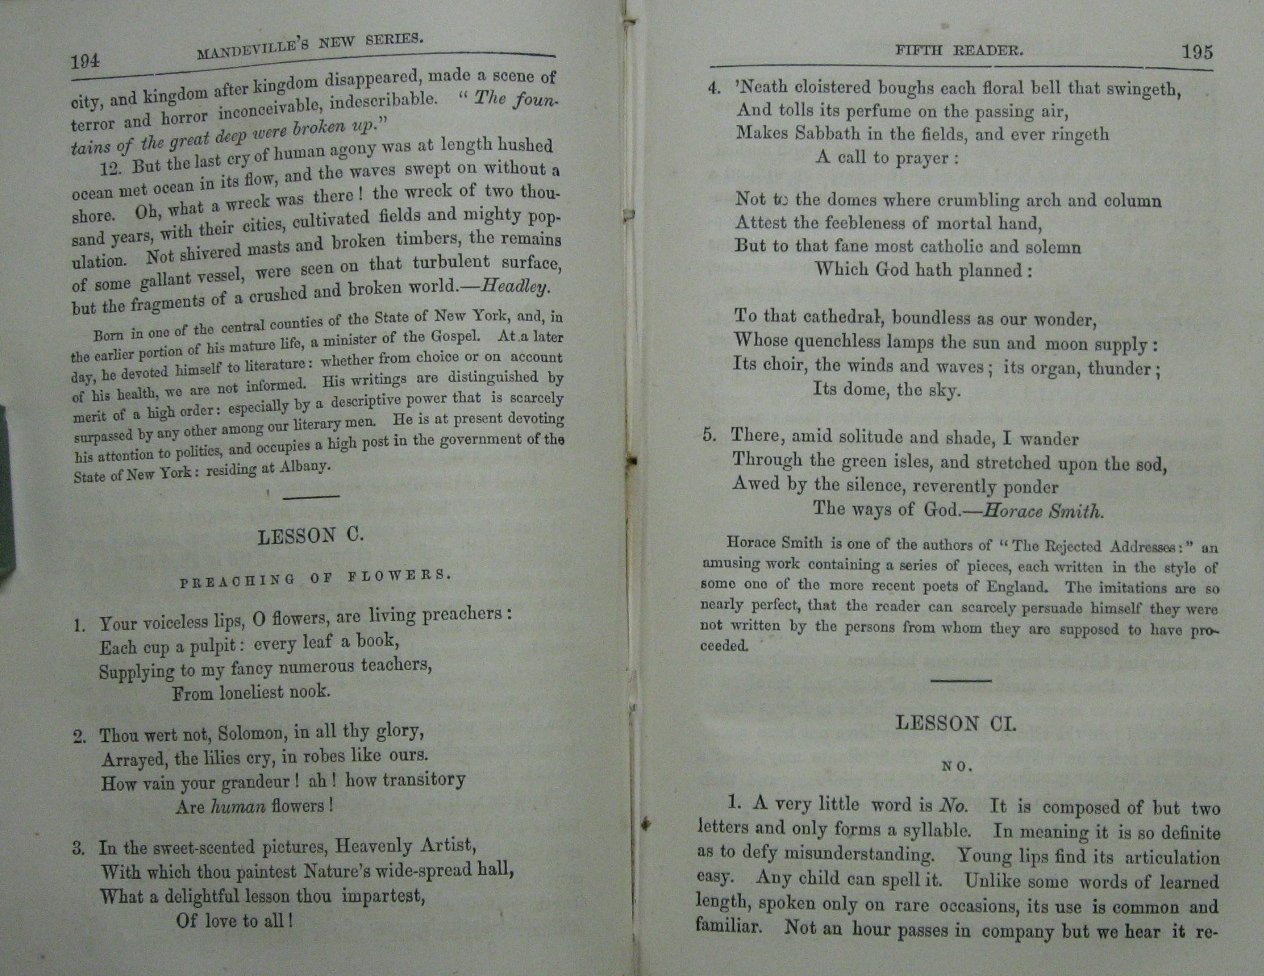 194
MANDEVILLE'S NEW SERIES.
city, and kingdom after kingdom disappeared, made a scene of
terror and horror inconceivable, indescribable. "The foun-
tains of the great deep were broken up."
12. But the last cry of human agony was at length hushed
ocean met ocean in its flow, and the waves swept on without a
shore. Oh, what a wreck was there! the wreck of two thou-
sand years, with their cities, cultivated fields and mighty pop-
ulation. Not shivered masts and broken timbers, the remains
of some gallant vessel, were seen on that turbulent surface,
but the fragments of a crushed and broken world.—Headley.
Born in one of the central counties of the State of New York, and, in
the earlier portion of his mature life, a minister of the Gospel. At a later
day, he devoted himself to literature: whether from choice or on account
of his health, we are not informed. His writings are distinguished by
merit of a high order: especially by a descriptive power that is scarcely
surpassed by any other among our literary men. He is at present devoting
his attention to politics, and occupies a high post in the government of the
State of New York: residing at Albany.
LESSON C.
PREACHING OF FLOWERS.
1. Your voiceless lips, O flowers, are living preachers:
Each cup a pulpit: every leaf a book,
Supplying to my fancy numerous teachers,
From loneliest nook.
2. Thou wert not, Solomon, in all thy glory,
Arrayed, the lilies cry, in robes like ours.
How vain your grandeur! ah! how transitory
Are human flowers!
3. In the sweet-scented pictures, Heavenly Artist,
With which thou paintest Nature's wide-spread hall,
What a delightful lesson thou impartest,
Of love to all!
FIFTH READER.
195
4. 'Neath cloistered boughs each floral bell that swingeth,
And tolls its perfume on the passing air,
Makes Sabbath in the fields, and ever ringeth
A call to prayer:
Not to the domes where crumbling arch and column
Attest the feebleness of mortal hand,
But to that fane most catholic and solemn
Which God hath planned:
To that cathedral, boundless as our wonder,
Whose quenchless lamps the sun and moon supply:
Its choir, the winds and waves; its organ, thunder;
Its dome, the sky.
5. There, amid solitude and shade, I wander
Through the green isles, and stretched upon the sod,
Awed by the silence, reverently ponder
The ways of God.—Horace Smith.
Horace Smith is one of the authors of "The Rejected Addresses:" an
amusing work containing a series of pieces, each written in the style of
some one of the more recent poets of England. The imitations are so
nearly perfect, that the reader can scarcely persuade himself they were
not written by the persons from whom they are supposed to have pro-
ceeded.
LESSON CI.
NO.
1. A very little word is No. It is composed of but two
letters and only forms a syllable. In meaning it is so definite
as to defy misunderstanding. Young lips find its articulation
easy. Any child can spell it. Unlike some words of learned
length, spoken only on rare occasions, its use is common and
familiar. Not an hour passes in company but we hear it re-